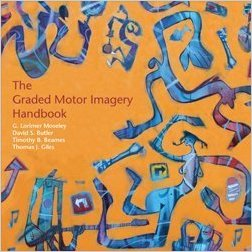 The
Graded Motor Imagery
Handbook
G. Lorimer Moseley
David S. Butler
Timothy B. Beames
Thomas J. Giles